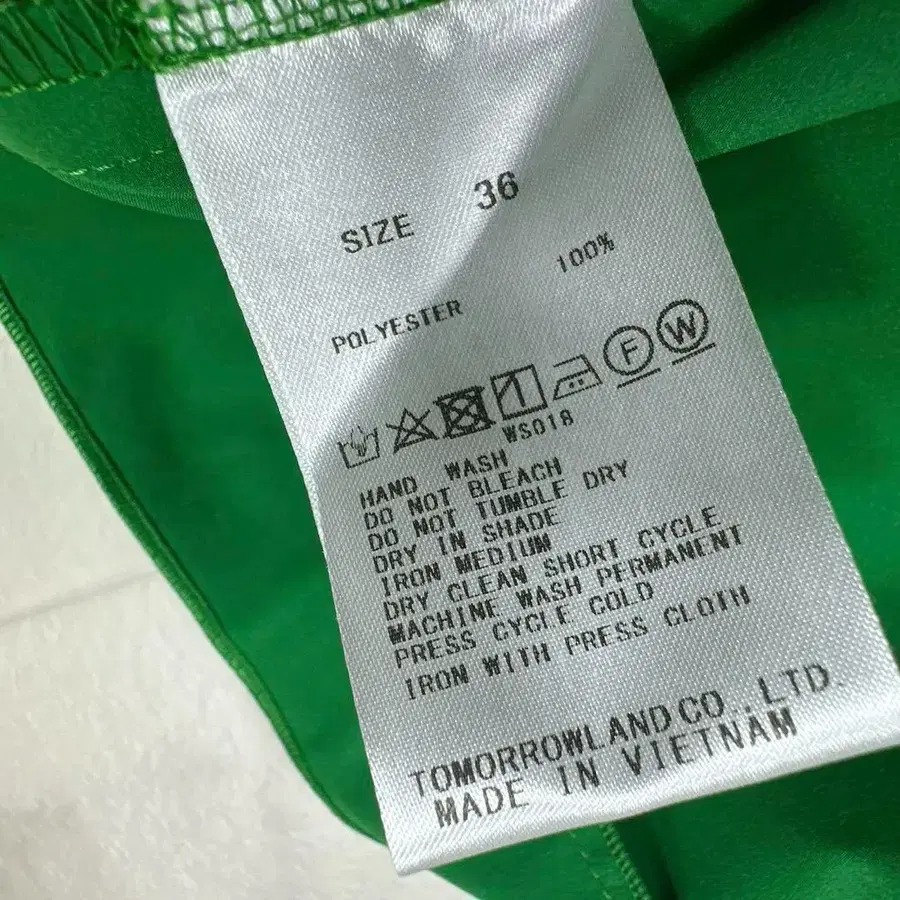 SIZE 36
POLYESTER 100%
F W
WS018
HAND WASH
DO NOT BLEACH
DO NOT TUMBLE DRY
DRY IN SHADE
IRON MEDIUM
DRY CLEAN SHORT CYCLE
MACHINE WASH PERMANENT
PRESS CYCLE COLD
IRON WITH PRESS CLOTH
TOMORROWLAND CO.,LTD.
MADE IN VIETNAM